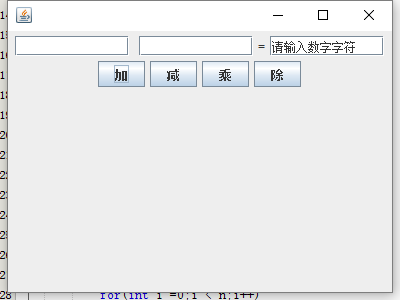 = 请输入数字字符
加 减 乘 除
for(int i =0;i < n;i++)